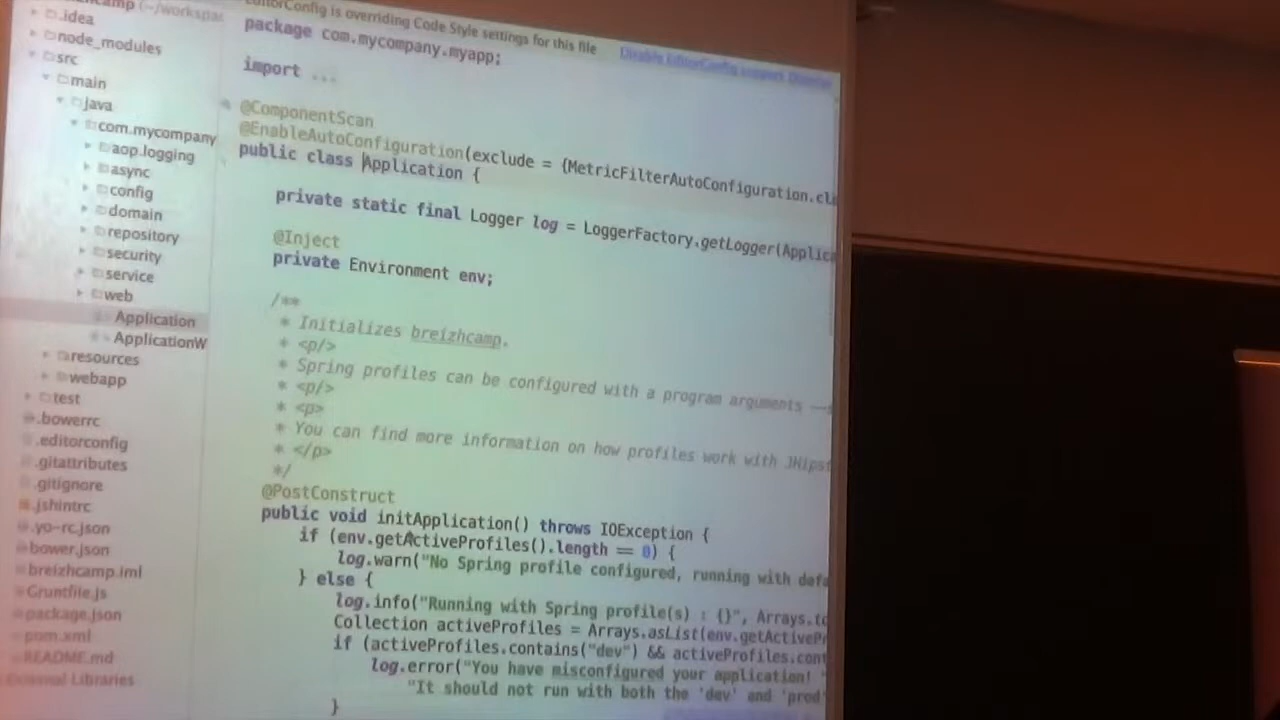 .idea
node_modules
src
main
java
com.mycompany
aop.logging
async
config
domain
repository
security
service
web
Application
ApplicationW
resources
webapp
test
.bowerrc
.editorconfig
.gitattributes
.gitignore
.jshintrc
.yo-rc.json
bower.json
breizhcamp.iml
Gruntfile.js
package.json
pom.xml
README.md
External Libraries
EditorConfig is overriding Code Style settings for this file Disable EditorConfig support
package com.mycompany.myapp;
import ...
@ComponentScan
@EnableAutoConfiguration(exclude = {MetricFilterAutoConfiguration.cla
public class Application {
private static final Logger log = LoggerFactory.getLogger(Applica
@Inject
private Environment env;
/**
* Initializes breizhcamp.
* <p/>
* Spring profiles can be configured with a program arguments --s
* <p/>
* <p>
* You can find more information on how profiles work with JHipst
* </p>
*/
@PostConstruct
public void initApplication() throws IOException {
if (env.getActiveProfiles().length == 0) {
log.warn("No Spring profile configured, running with defa
} else {
log.info("Running with Spring profile(s) : {}", Arrays.to
Collection activeProfiles = Arrays.asList(env.getActivePr
if (activeProfiles.contains("dev") && activeProfiles.cont
log.error("You have misconfigured your application! "
"It should not run with both the 'dev' and 'prod'
}